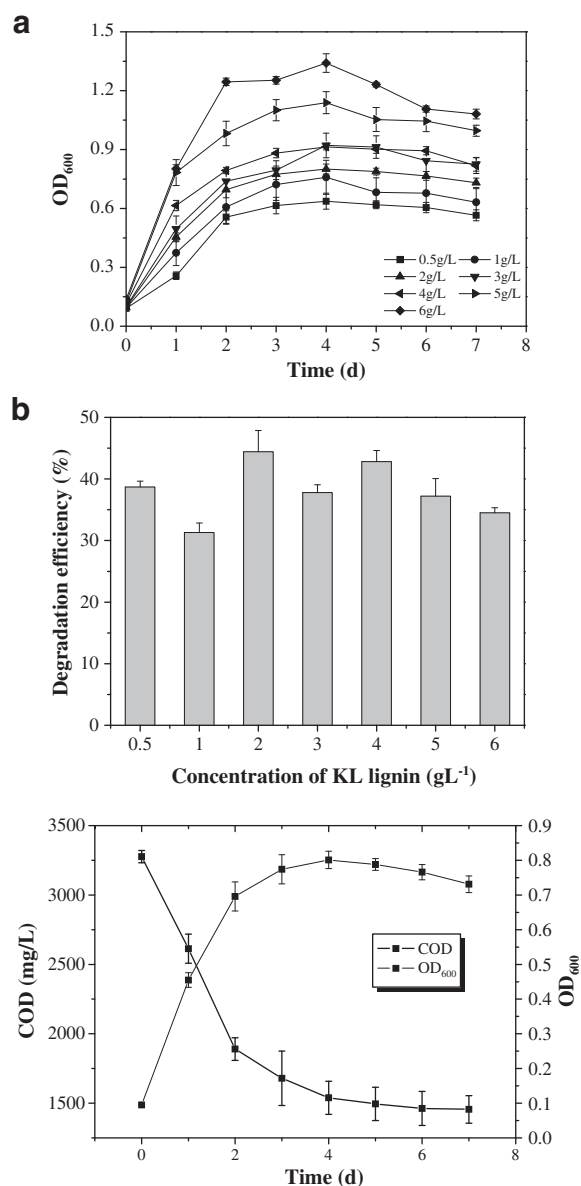 a
1.5
1.2
0.9
0.6
0.3
0.0
OD₆₀₀
0.5g/L 1g/L
2g/L 3g/L
4g/L 5g/L
6g/L
0 1 2 3 4 5 6 7 8
Time (d)
b
50
40
30
20
10
0
Degradation efficiency (%)
0.5 1 2 3 4 5 6
Concentration of KL lignin (gL⁻¹)
3500
3000
2500
2000
1500
COD (mg/L)
COD
OD₆₀₀
0.9
0.8
0.7
0.6
0.5
0.4
0.3
0.2
0.1
0.0
OD₆₀₀
0 2 4 6 8
Time (d)